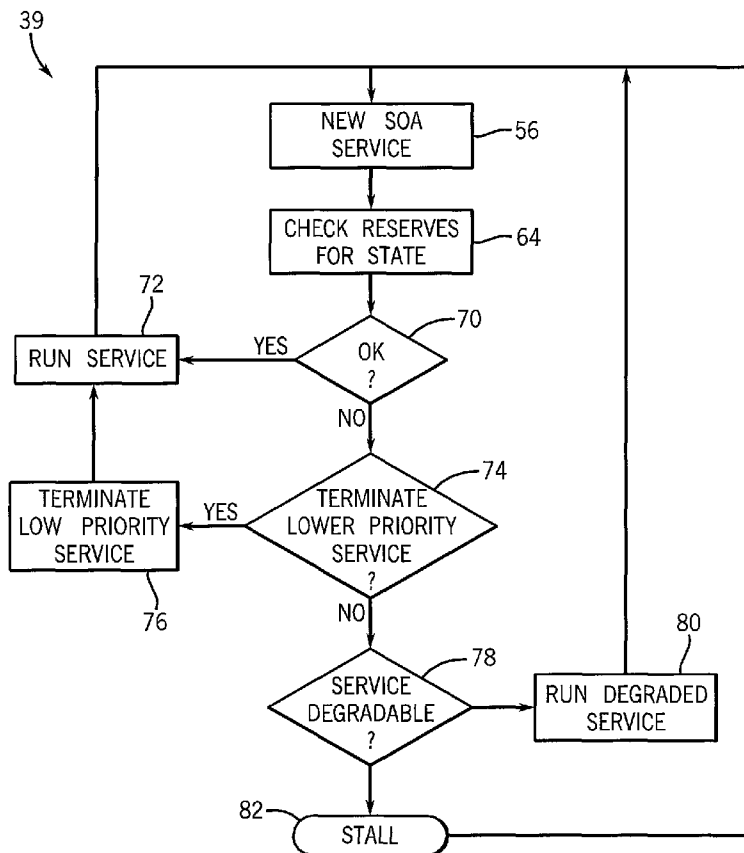 39
NEW SOA
SERVICE
56
CHECK RESERVES
FOR STATE
64
72
70
RUN SERVICE
YES
OK
?
NO
74
TERMINATE
LOW PRIORITY
SERVICE
YES
TERMINATE
LOWER PRIORITY
SERVICE
?
76
NO
78
80
SERVICE
DEGRADABLE
?
RUN DEGRADED
SERVICE
82
STALL